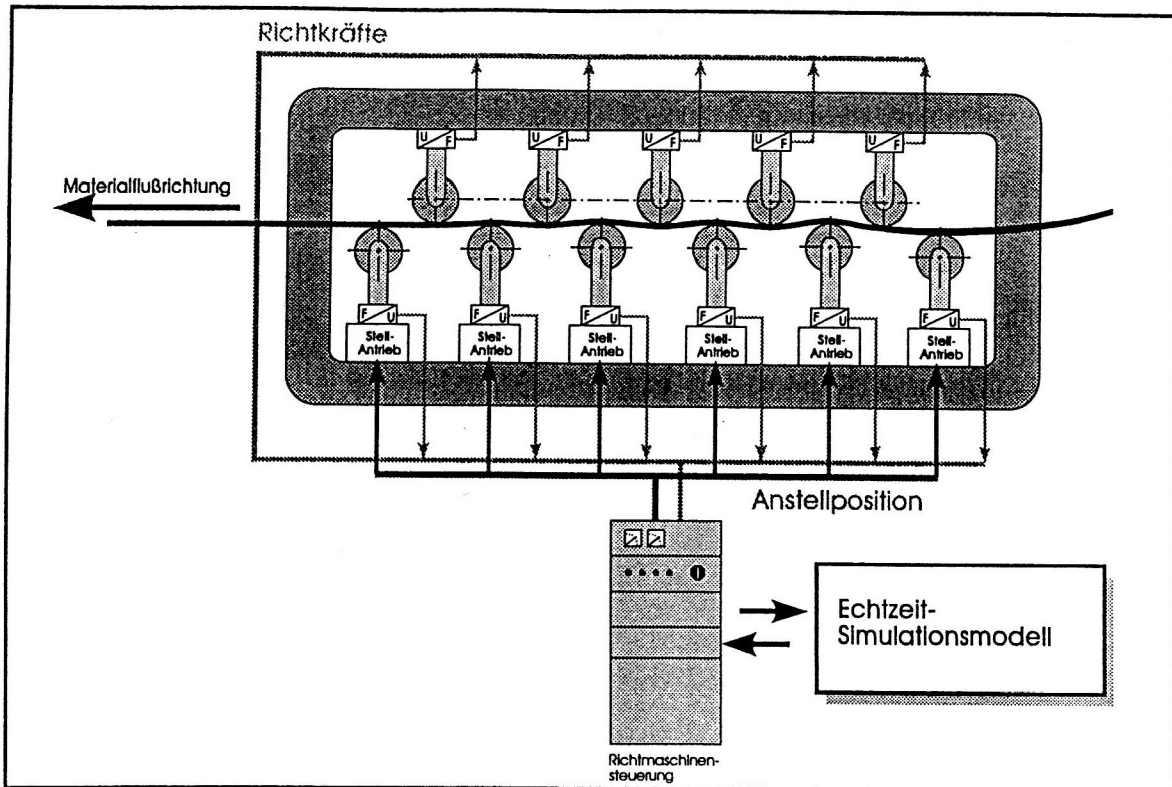 Richtkräfte
U F U F U F U F U F
Materialflußrichtung
F U F U F U F U F U F U
Stell- Stell- Stell- Stell- Stell- Stell-
Antrieb Antrieb Antrieb Antrieb Antrieb Antrieb
Anstellposition
Echtzeit-
Simulationsmodell
Richtmaschinen-
steuerung